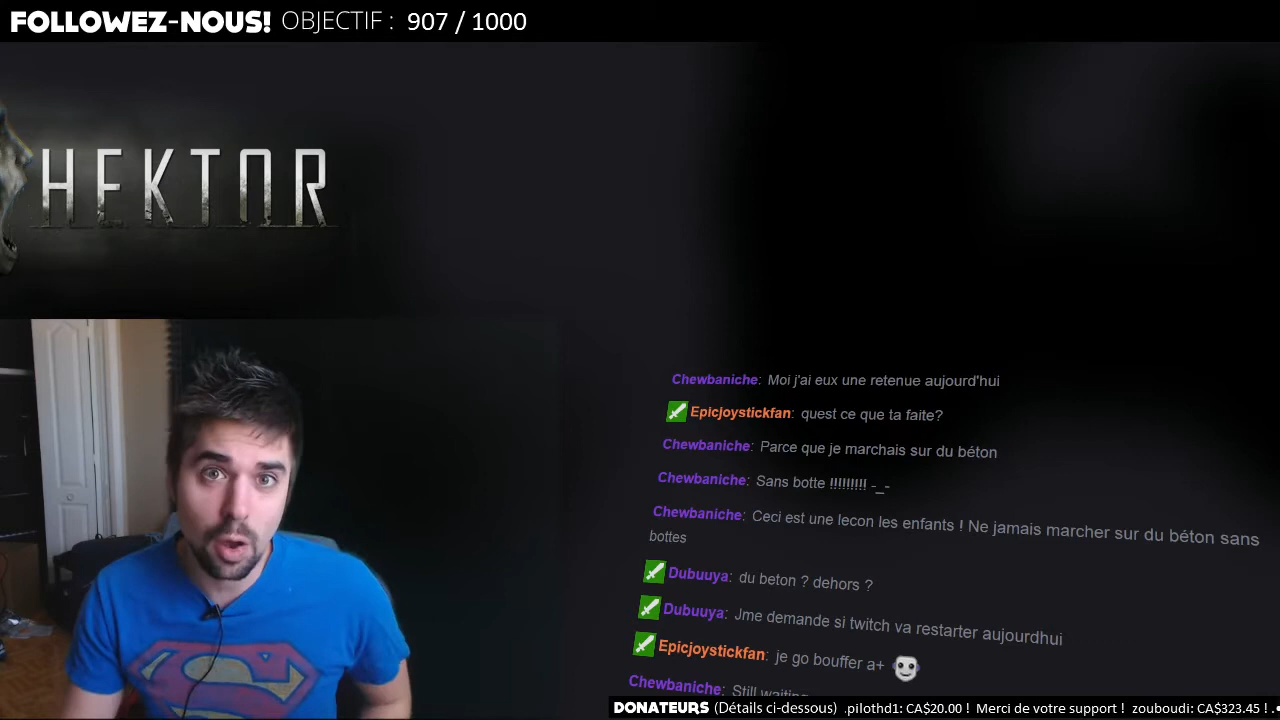 FOLLOWEZ-NOUS! OBJECTIF : 907 / 1000
HEKTOR
Chewbaniche: Moi j'ai eux une retenue aujourd'hui
Epicjoystickfan: quest ce que ta faite?
Chewbaniche: Parce que je marchais sur du béton
Chewbaniche: Sans botte !!!!!!!!! -_-
Chewbaniche: Ceci est une lecon les enfants ! Ne jamais marcher sur du béton sans
bottes
Dubuuya: du beton ? dehors ?
Dubuuya: Jme demande si twitch va restarter aujourdhui
Epicjoystickfan: je go bouffer a+
Chewbaniche: Still waiting
DONATEURS (Détails ci-dessous) .pilothd1: CA$20.00 ! Merci de votre support ! zouboudi: CA$323.45 ! .